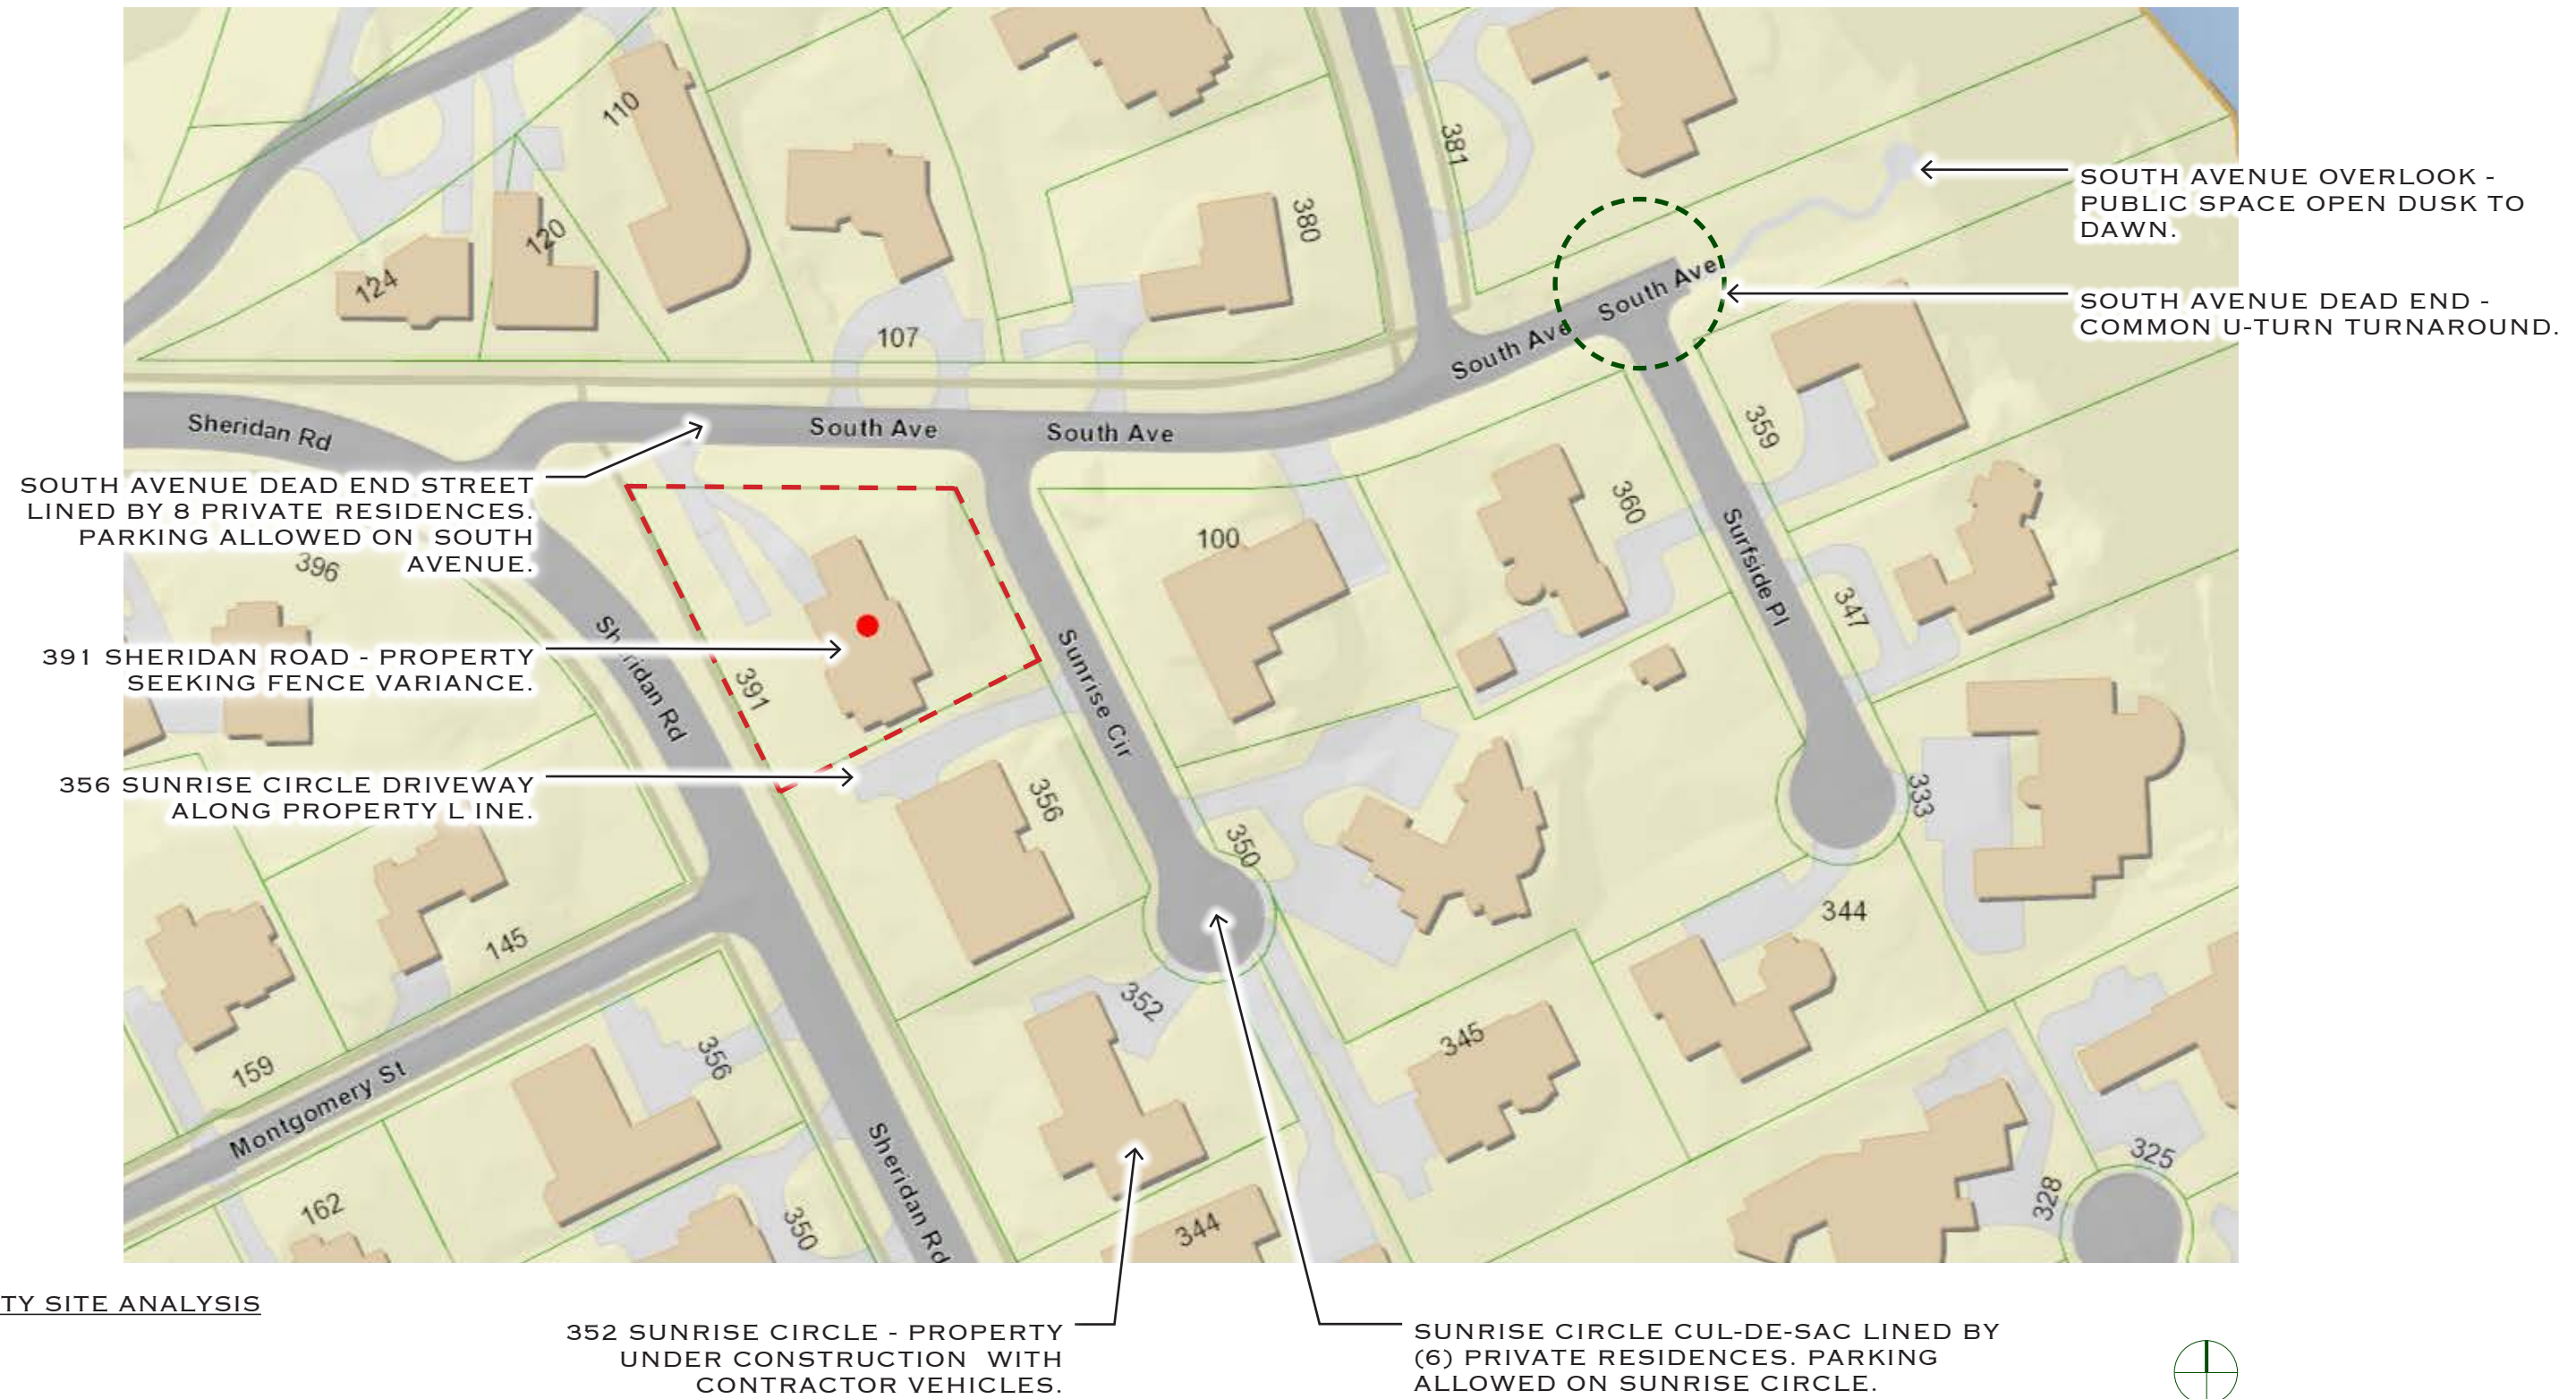 110
381
380
120
124
107
SOUTH AVENUE OVERLOOK -
PUBLIC SPACE OPEN DUSK TO
DAWN.
South Ave
South Ave
SOUTH AVENUE DEAD END -
COMMON U-TURN TURNAROUND.
Sheridan Rd
South Ave
South Ave
359
SOUTH AVENUE DEAD END STREET
LINED BY 8 PRIVATE RESIDENCES.
PARKING ALLOWED ON SOUTH
AVENUE.
396
100
360
Surfside Pl
347
391 SHERIDAN ROAD - PROPERTY
SEEKING FENCE VARIANCE.
Sheridan Rd
391
Sunrise Cir
356 SUNRISE CIRCLE DRIVEWAY
ALONG PROPERTY LINE.
356
350
333
344
145
352
345
159
356
Montgomery St
Sheridan Rd
162
350
344
325
328
TY SITE ANALYSIS
352 SUNRISE CIRCLE - PROPERTY
UNDER CONSTRUCTION WITH
CONTRACTOR VEHICLES.
SUNRISE CIRCLE CUL-DE-SAC LINED BY
(6) PRIVATE RESIDENCES. PARKING
ALLOWED ON SUNRISE CIRCLE.